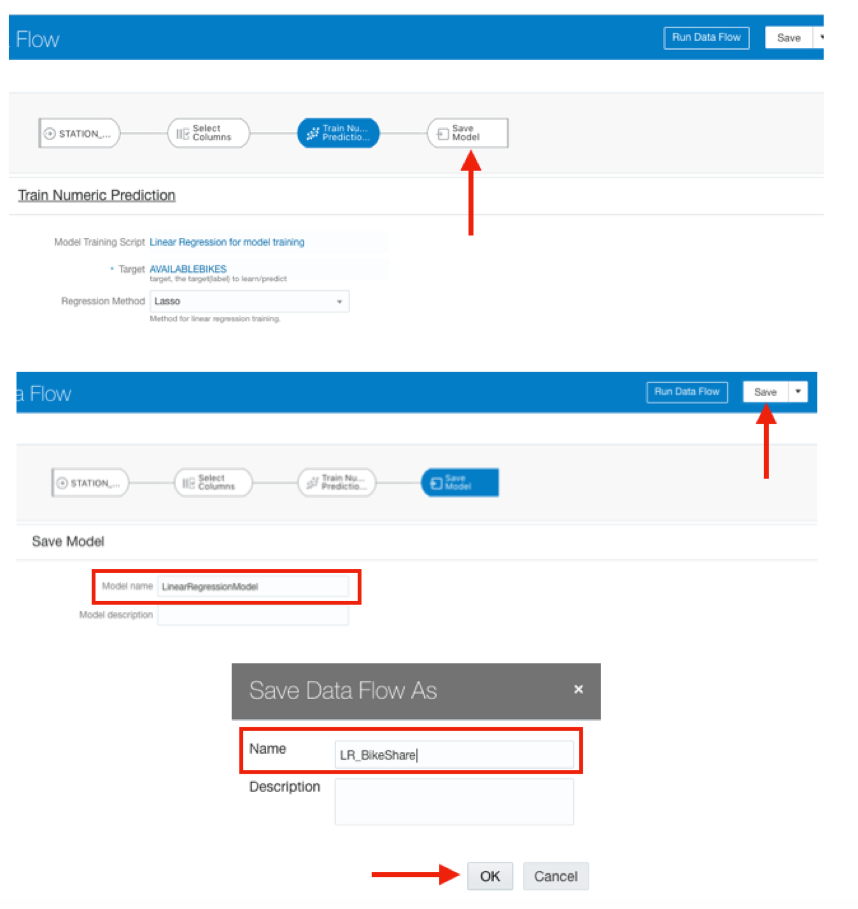 Flow
Run Data Flow
Save
STATION_...
Select
Columns
Train Nu...
Predictio...
Save
Model
Train Numeric Prediction
Model Training Script Linear Regression for model training
* Target AVAILABLEBIKES
target, the target(label) to learn/predict
Regression Method Lasso
Method for linear regression training.
a Flow
Run Data Flow
Save
STATION_...
Select
Columns
Train Nu...
Predictio...
Save
Model
Save Model
Model name LinearRegressionModel
Model description
Save Data Flow As
×
Name LR_BikeShare
Description
OK
Cancel